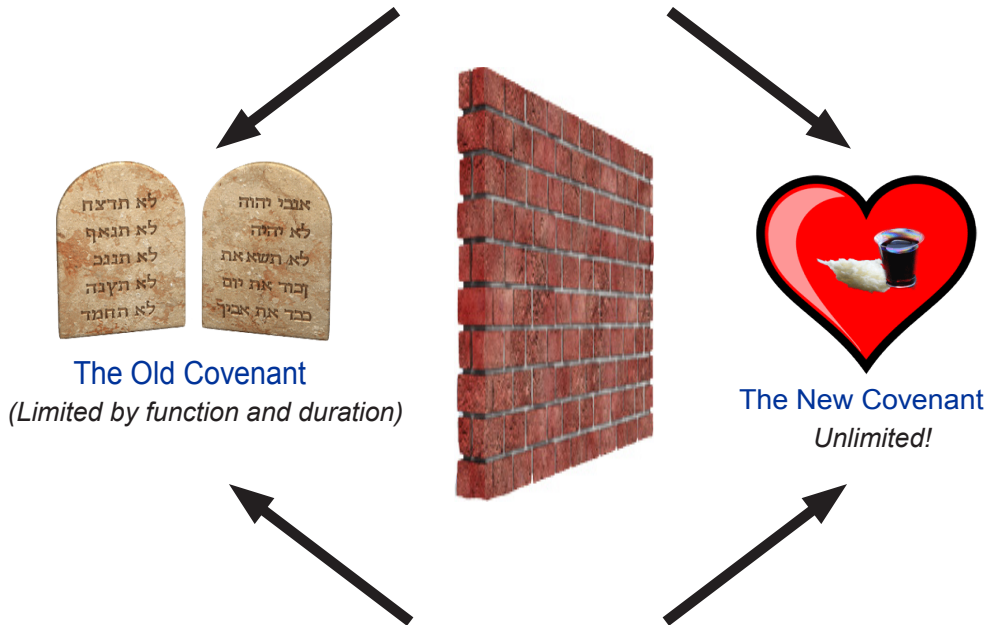 אנכי יהוה
לא יהיה
לא תשא את
זכור את יום
כבד את אביך
לא תרצח
לא תנאף
לא תגנב
לא תענה
לא תחמד
The Old Covenant
(Limited by function and duration)
The New Covenant
Unlimited!